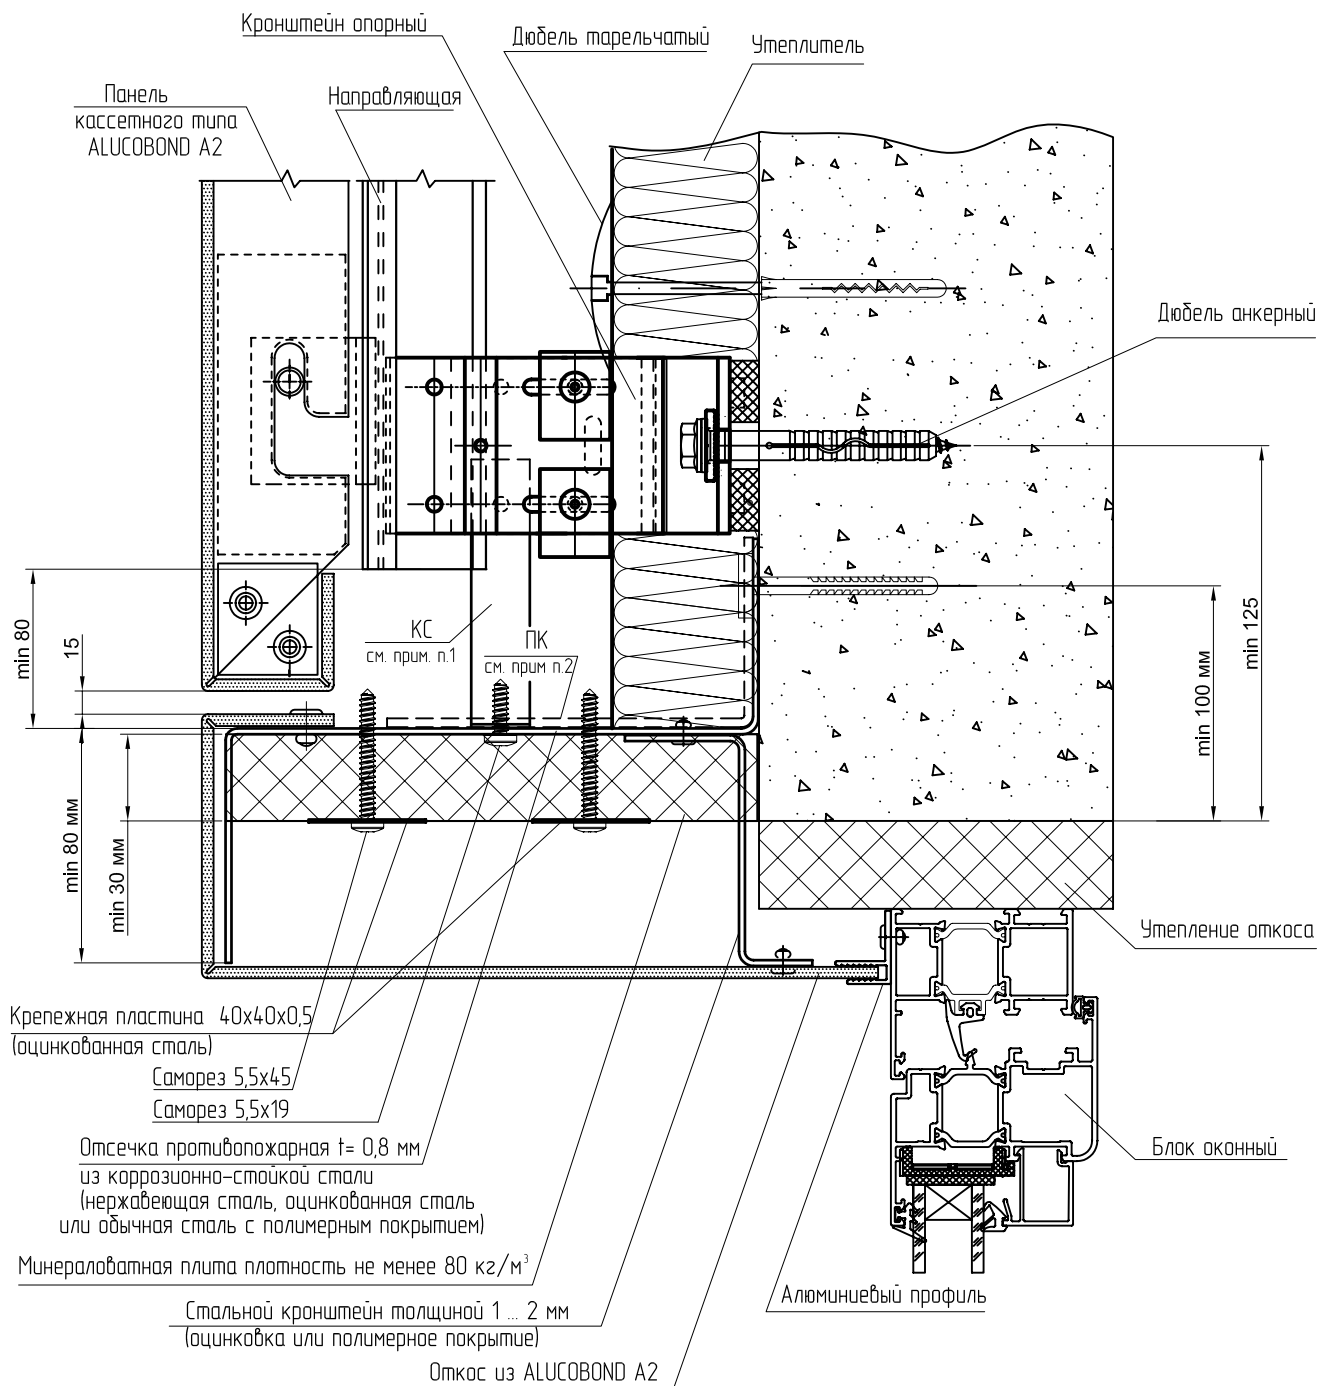 Кронштейн опорный
Дюбель тарельчатый
Утеплитель
Панель
кассетного типа
ALUCOBOND A2
Направляющая
Дюбель анкерный
min 80
15
КС
см. прим. п.1
ПК
см. прим п.2
min 125
min 100 мм
min 80 мм
min 30 мм
Утепление откоса
Крепежная пластина 40x40x0,5
(оцинкованная сталь)
Саморез 5,5x45
Саморез 5,5x19
Отсечка противопожарная t= 0,8 мм
из коррозионно-стойкой стали
(нержавеющая сталь, оцинкованная сталь
или обычная сталь с полимерным покрытием)
Блок оконный
Минераловатная плита плотность не менее 80 кг/м³
Алюминиевый профиль
Стальной кронштейн толщиной 1 ... 2 мм
(оцинковка или полимерное покрытие)
Откос из ALUCOBOND A2